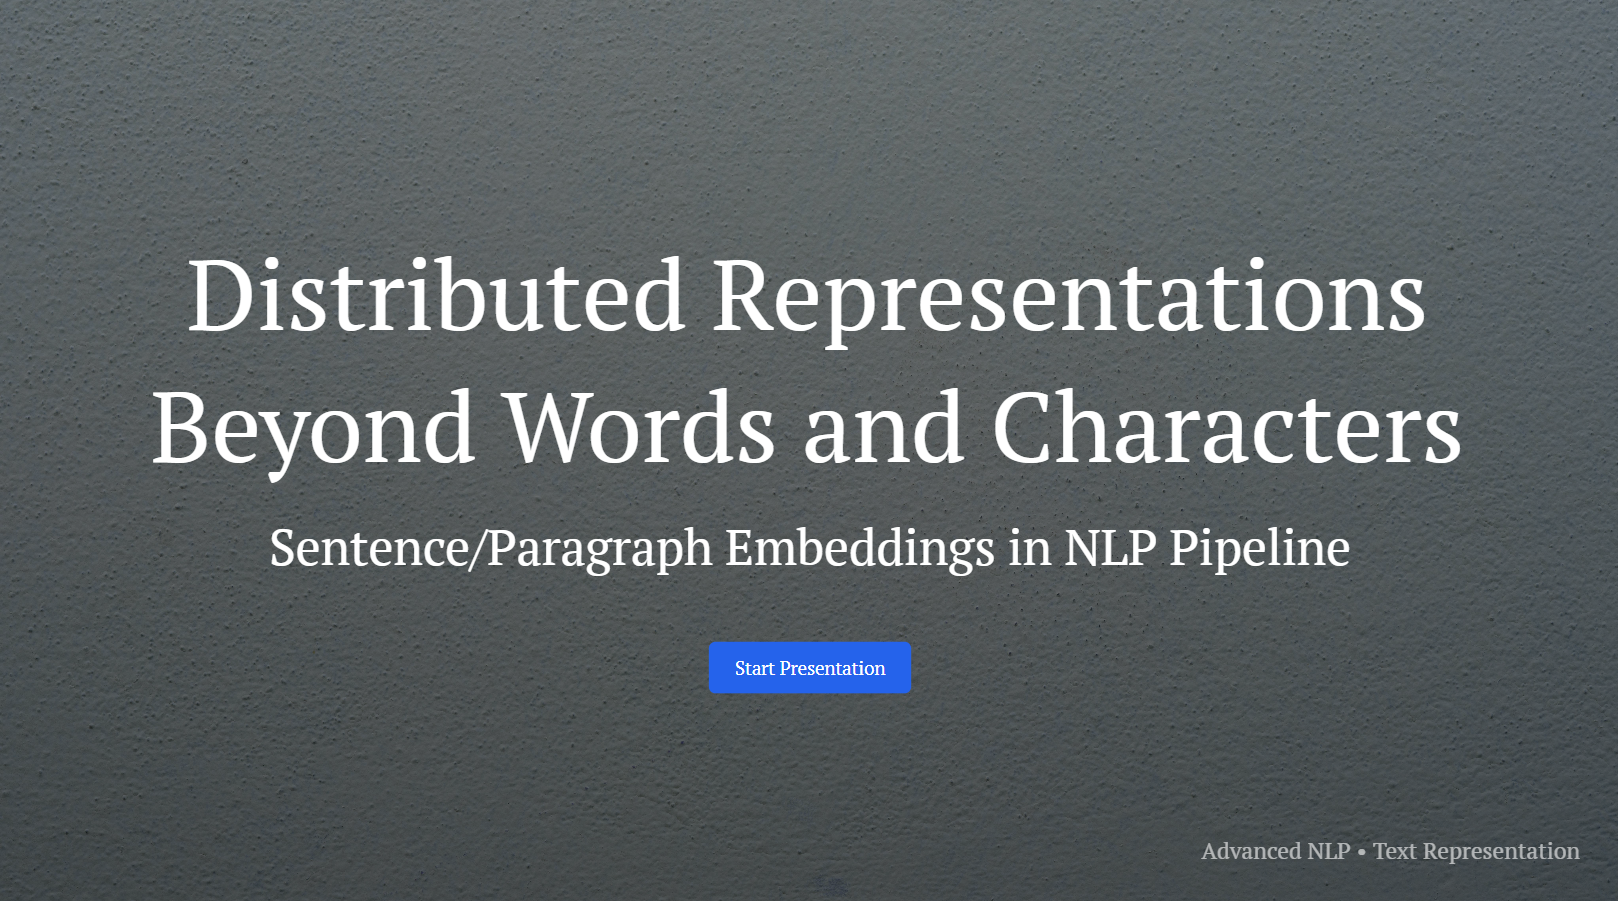 Distributed Representations
Beyond Words and Characters
Sentence/Paragraph Embeddings in NLP Pipeline
Start Presentation
Advanced NLP • Text Representation